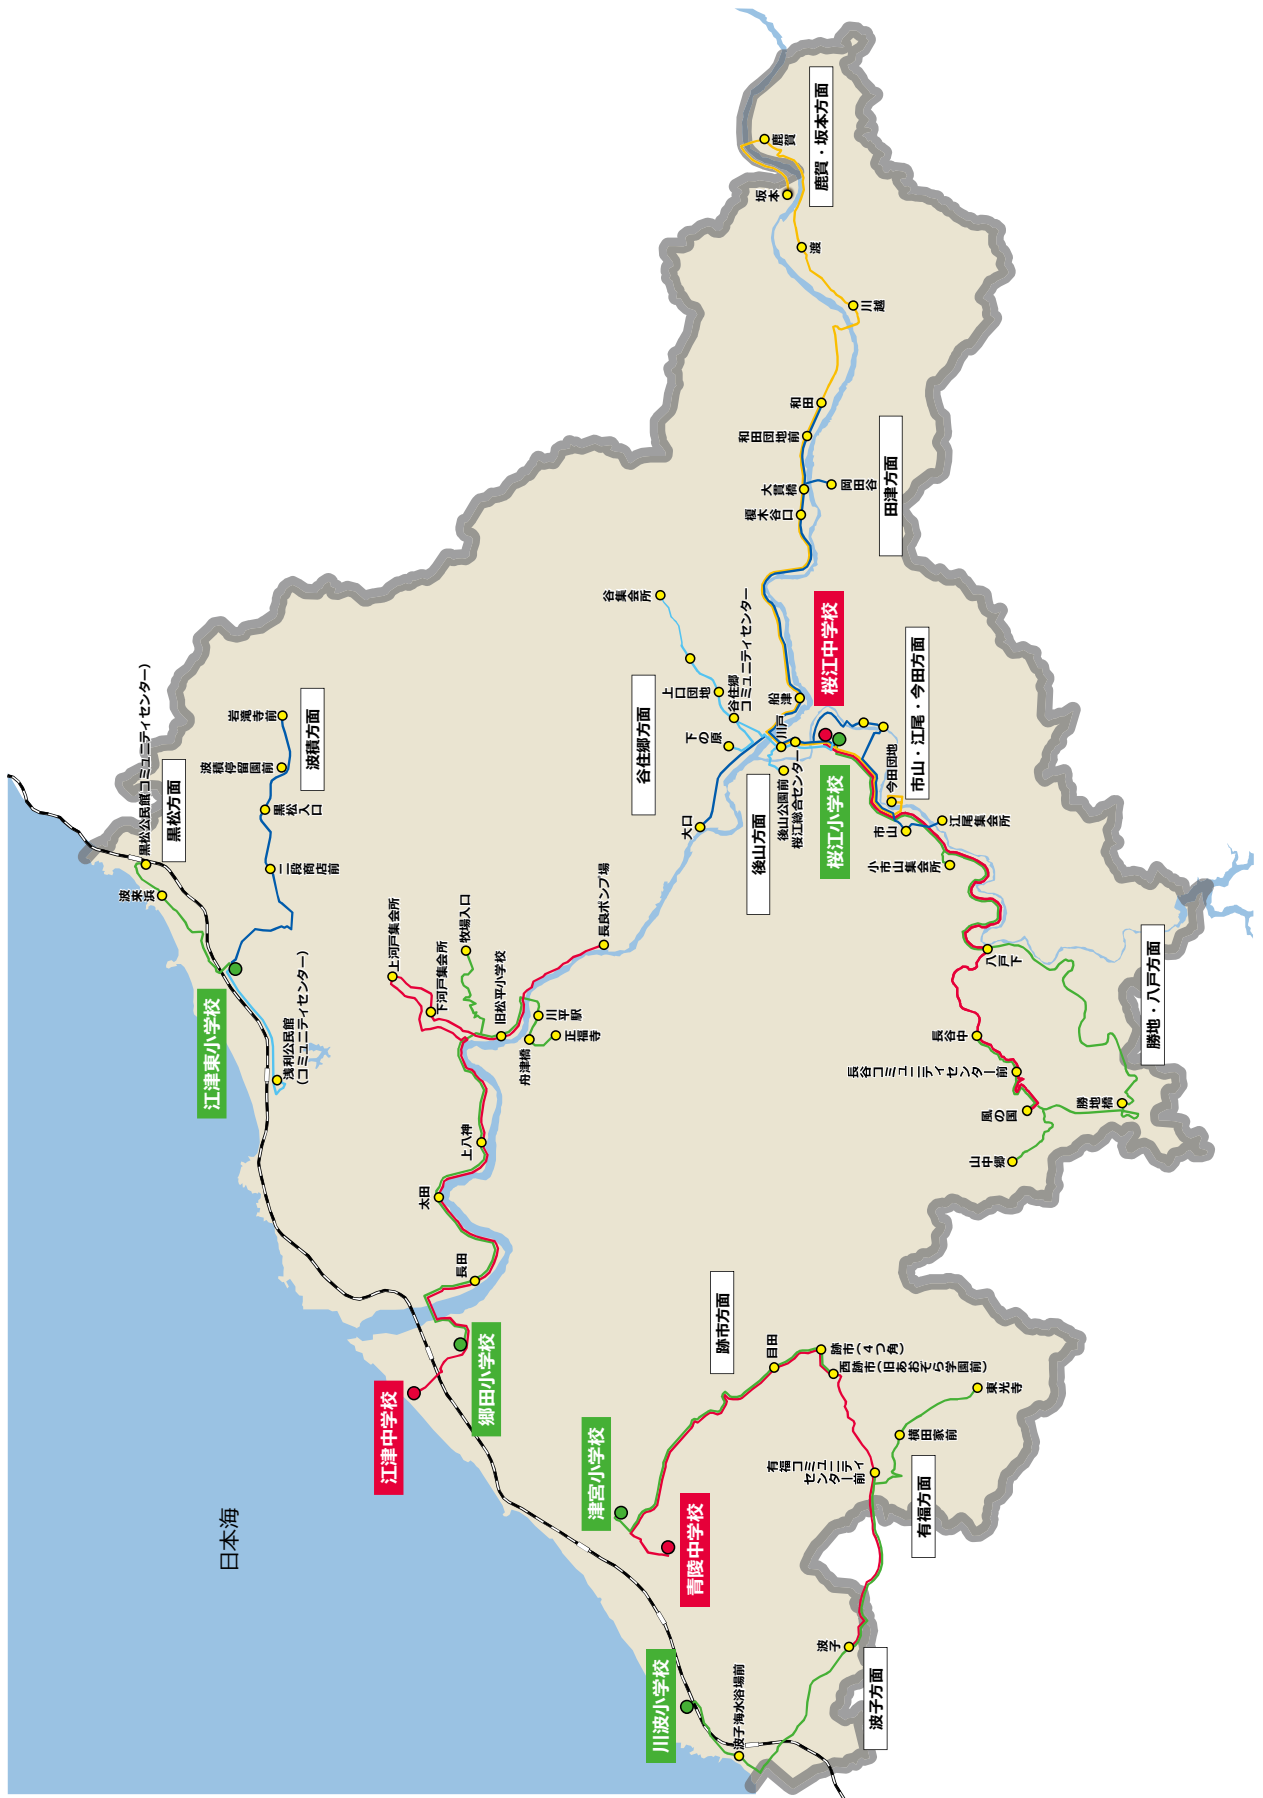 日本海
黒松公民館(コミュニティセンター)
黒松方面
波来浜
江津東小学校
浅利公民館
(コミュニティセンター)
岩滝寺前
波積停留園前
黒松入口
二段商店前
波積方面
上河戸集会所
下河戸集会所
牧場入口
旧松平小学校
長良ポンプ場
川平駅
舟津橋
正福寺
上八神
太田
長田
郷田小学校
江津中学校
谷集会所
上口団地
谷住郷
コミュニティセンター
下の原
谷住郷方面
大口
後山方面
後山公園前
桜江総合センター
川戸
船津
桜江中学校
桜江小学校
鹿賀・坂本方面
鹿賀
坂本
渡
川越
和田
和田団地前
大貫橋
榎木谷口
岡田谷
田津方面
市山・江尾・今田方面
今田団地
市山
江尾集会所
小市山集会所
八戸下
勝地・八戸方面
長谷中
長谷コミュニティセンター前
風の国
勝地橋
山中郷
跡市方面
目田
跡市(4つ角)
西跡市(旧あおぞら学園前)
東光寺
横田家前
有福コミュニティ
センター前
有福方面
津宮小学校
青陵中学校
川波小学校
波子海水浴場前
波子
波子方面